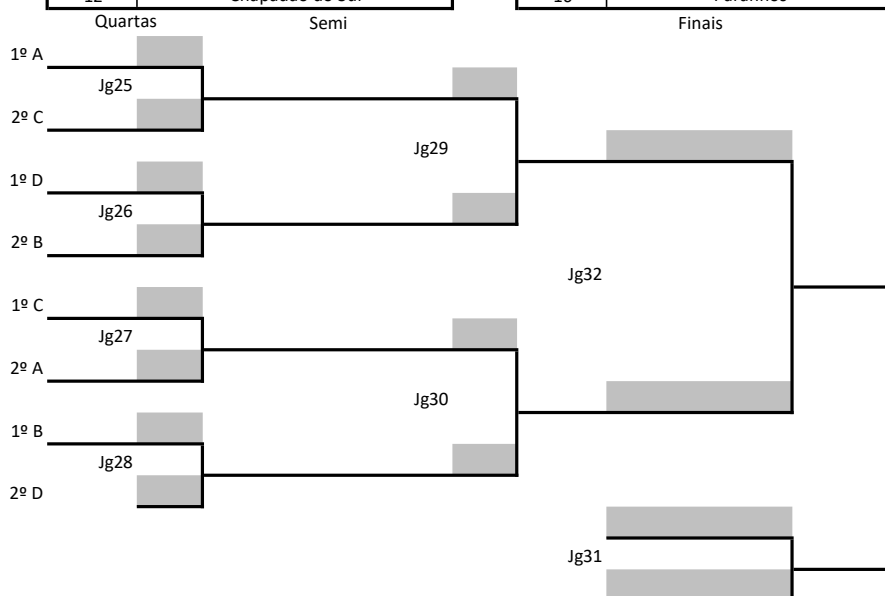 Quartas Semi Finais
1º A
Jg25
2º C
Jg29
1º D
Jg26
2º B
Jg32
1º C
Jg27
2º A
Jg30
1º B
Jg28
2º D
Jg31